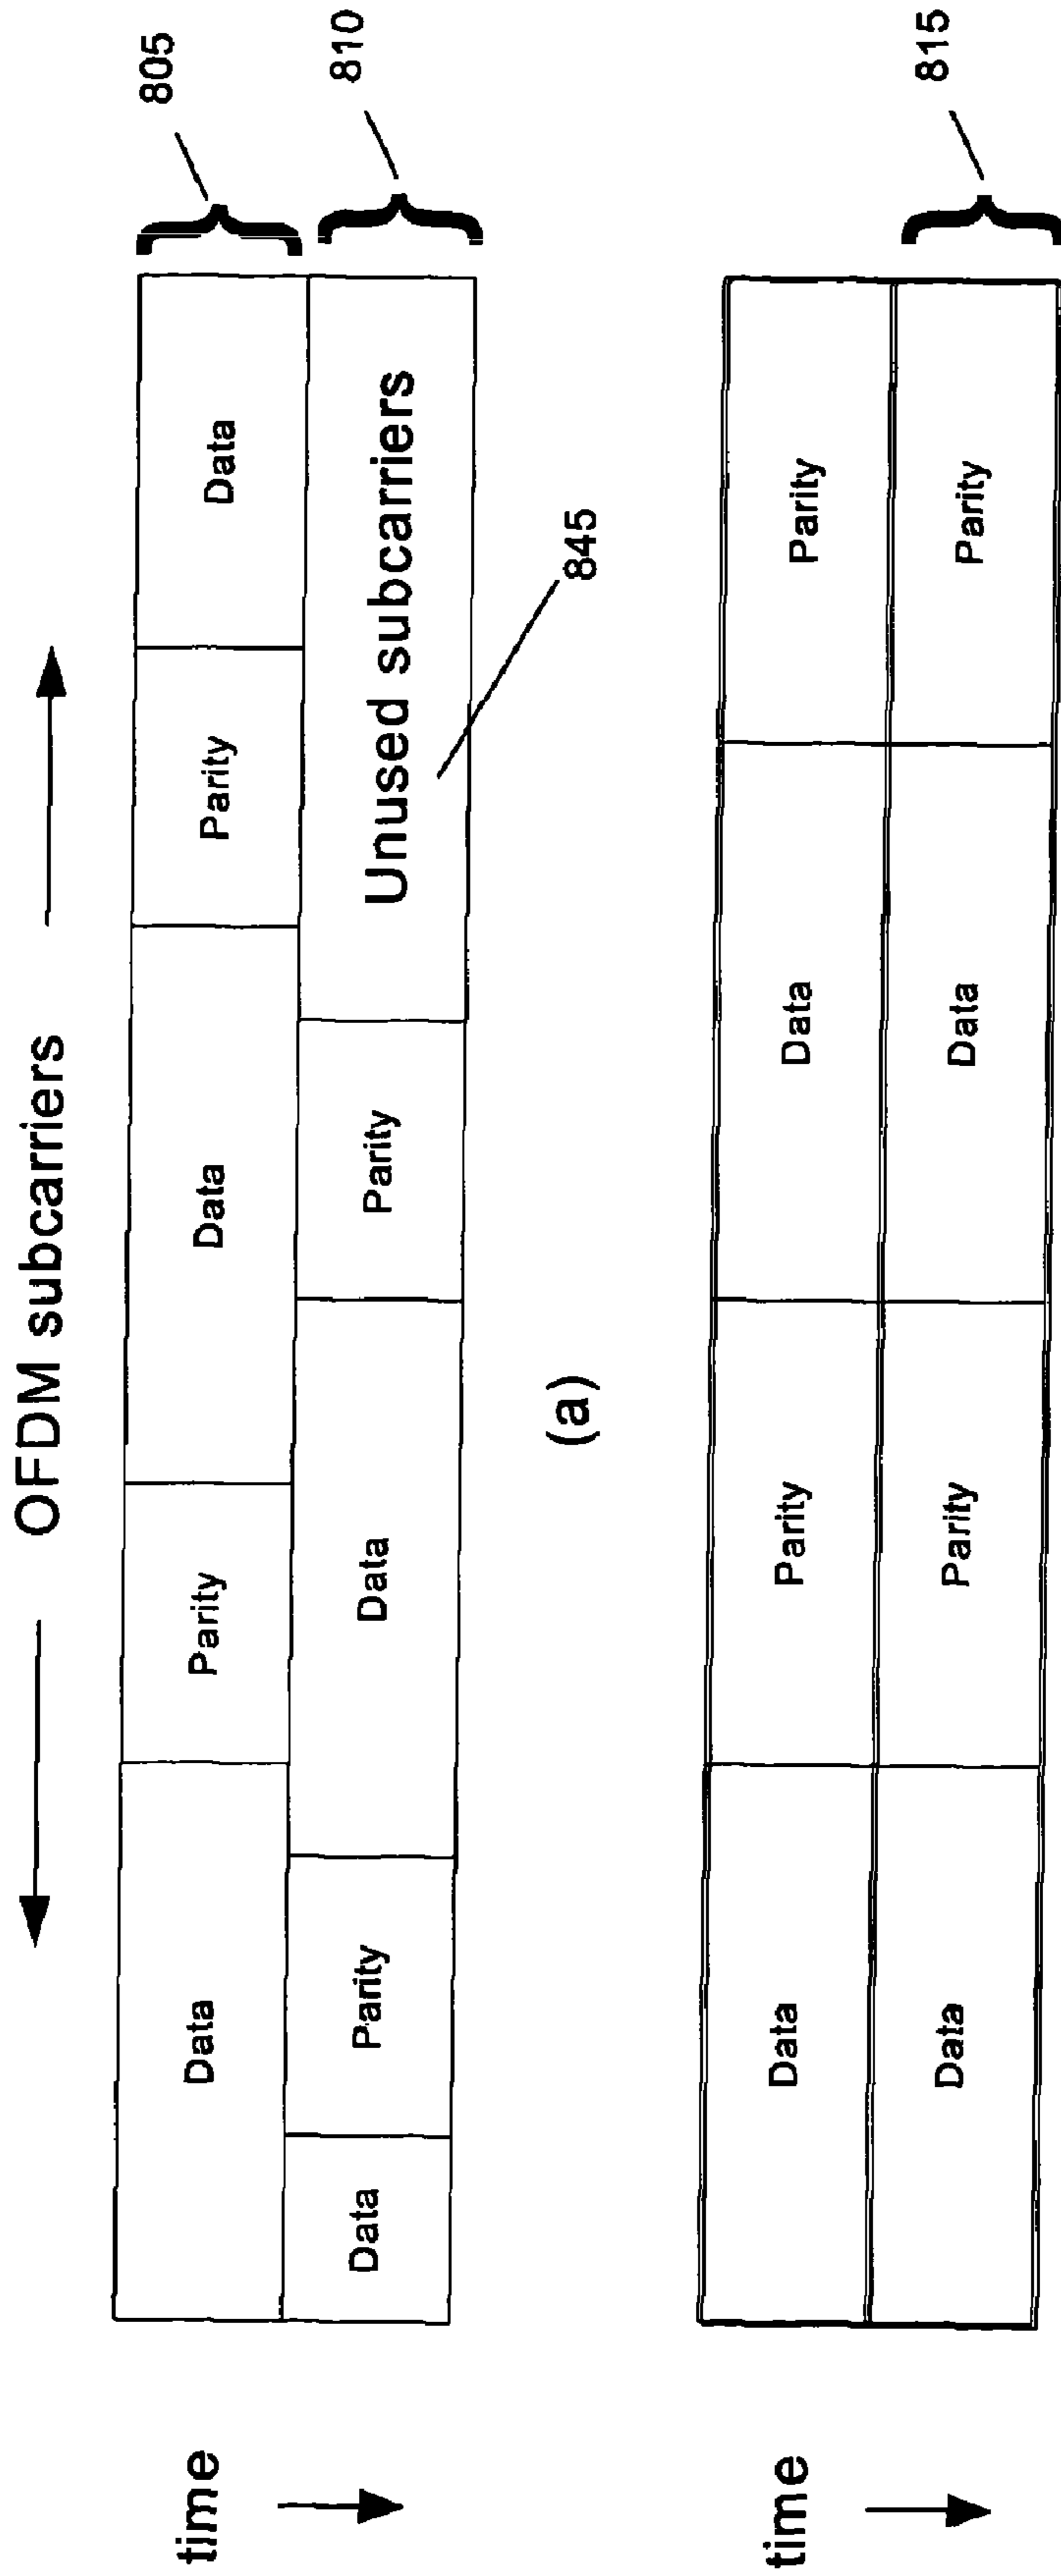 OFDM subcarriers
time
Data
Parity
Data
Parity
Data
805
Data
Parity
Data
Parity
Unused subcarriers
810
845
(a)
time
Data
Parity
Data
Parity
Data
Parity
Data
Parity
815